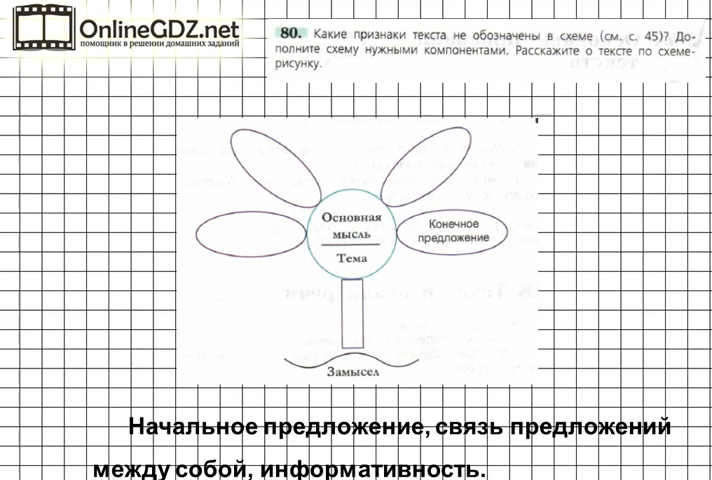 OnlineGDZ.net
помощник в решении домашних заданий
80. Какие признаки текста не обозначены в схеме (см. с. 45)? До-
полните схему нужными компонентами. Расскажите о тексте по схеме-
рисунку.
Основная
мысль
Тема
Конечное
предложение
Замысел
Начальное предложение, связь предложений
между собой, информативность.